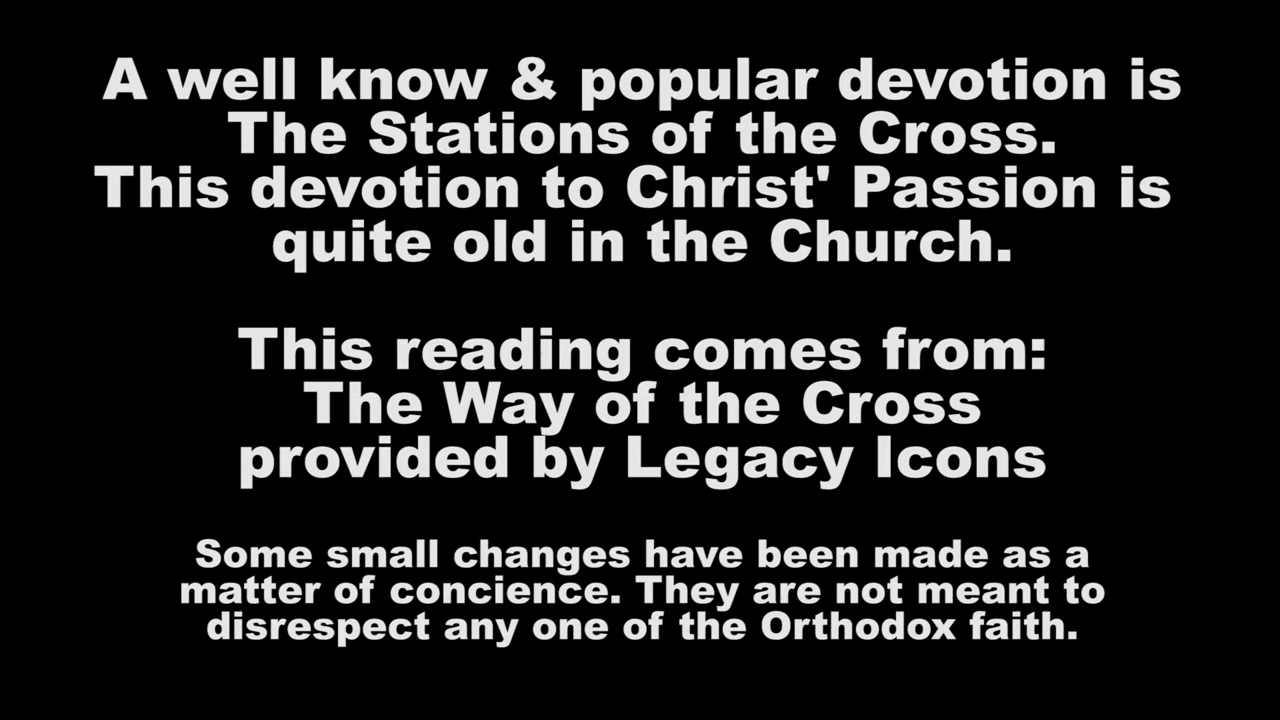 A well know & popular devotion is
The Stations of the Cross.
This devotion to Christ' Passion is
quite old in the Church.
This reading comes from:
The Way of the Cross
provided by Legacy Icons
Some small changes have been made as a
matter of concience. They are not meant to
disrespect any one of the Orthodox faith.